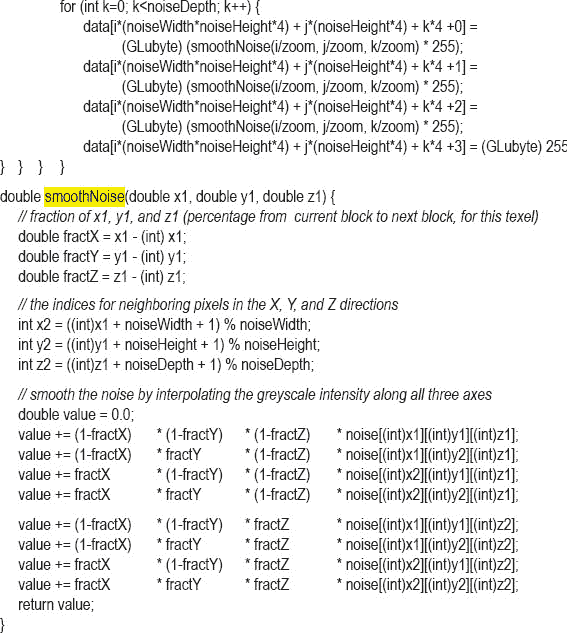 for (int k=0; k<noiseDepth; k++) {
data[i*(noiseWidth*noiseHeight*4) + j*(noiseHeight*4) + k*4 +0] =
(GLubyte) (smoothNoise(i/zoom, j/zoom, k/zoom) * 255);
data[i*(noiseWidth*noiseHeight*4) + j*(noiseHeight*4) + k*4 +1] =
(GLubyte) (smoothNoise(i/zoom, j/zoom, k/zoom) * 255);
data[i*(noiseWidth*noiseHeight*4) + j*(noiseHeight*4) + k*4 +2] =
(GLubyte) (smoothNoise(i/zoom, j/zoom, k/zoom) * 255);
data[i*(noiseWidth*noiseHeight*4) + j*(noiseHeight*4) + k*4 +3] = (GLubyte) 255
} } } }
double smoothNoise(double x1, double y1, double z1) {
// fraction of x1, y1, and z1 (percentage from current block to next block, for this texel)
double fractX = x1 - (int) x1;
double fractY = y1 - (int) y1;
double fractZ = z1 - (int) z1;
// the indices for neighboring pixels in the X, Y, and Z directions
int x2 = ((int)x1 + noiseWidth + 1) % noiseWidth;
int y2 = ((int)y1 + noiseHeight + 1) % noiseHeight;
int z2 = ((int)z1 + noiseDepth + 1) % noiseDepth;
// smooth the noise by interpolating the greyscale intensity along all three axes
double value = 0.0;
value += (1-fractX) * (1-fractY) * (1-fractZ) * noise[(int)x1][(int)y1][(int)z1];
value += (1-fractX) * fractY * (1-fractZ) * noise[(int)x1][(int)y2][(int)z1];
value += fractX * (1-fractY) * (1-fractZ) * noise[(int)x2][(int)y1][(int)z1];
value += fractX * fractY * (1-fractZ) * noise[(int)x2][(int)y2][(int)z1];
value += (1-fractX) * (1-fractY) * fractZ * noise[(int)x1][(int)y1][(int)z2];
value += (1-fractX) * fractY * fractZ * noise[(int)x1][(int)y2][(int)z2];
value += fractX * (1-fractY) * fractZ * noise[(int)x2][(int)y1][(int)z2];
value += fractX * fractY * fractZ * noise[(int)x2][(int)y2][(int)z2];
return value;
}